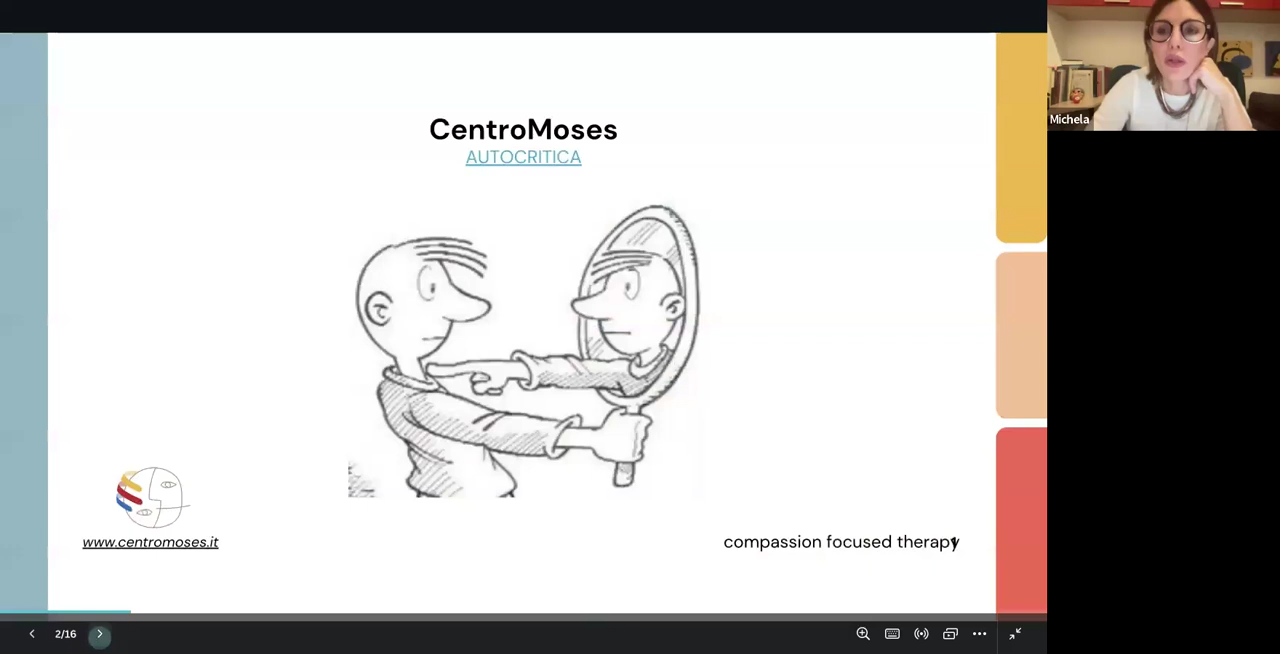 Michela
CentroMoses
AUTOCRITICA
www.centromoses.it
compassion focused therapy
2/16